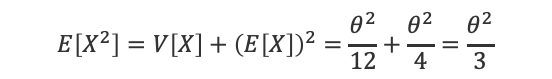 E[X²] = V[X] + (E[X])² = θ²/12 + θ²/4 = θ²/3